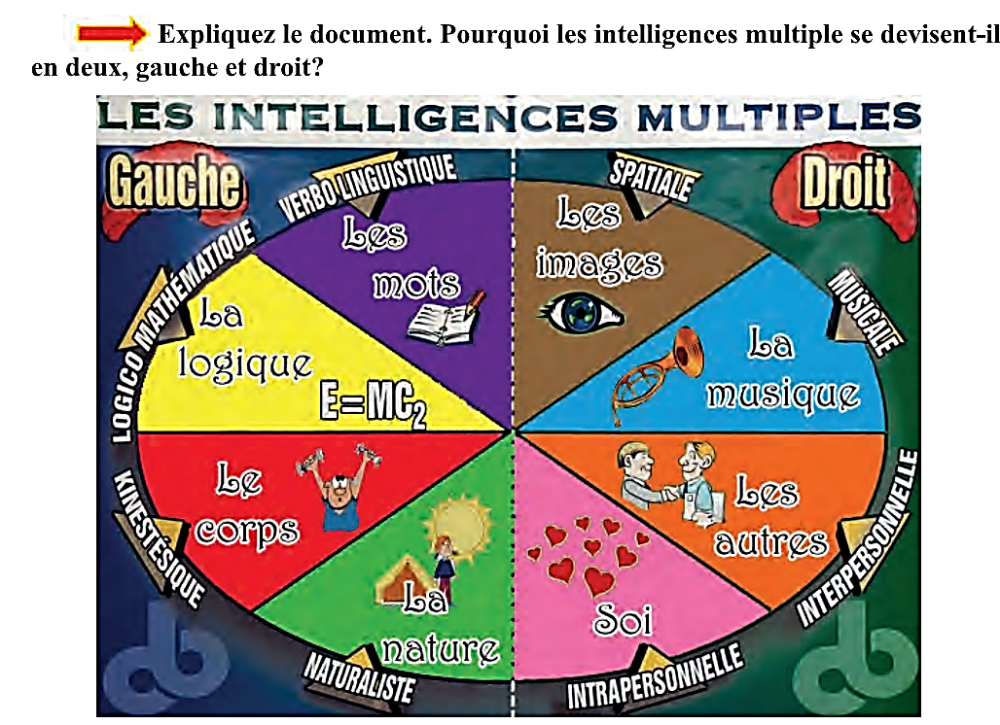 Expliquez le document. Pourquoi les intelligences multiple se devisent-il
en deux, gauche et droit?
LES INTELLIGENCES MULTIPLES
Gauche
Droit
VERBO LINGUISTIQUE
SPATIALE
Les
mots
Les
images
LOGICO MATHÉMATIQUE
MUSICALE
La
logique
E=MC2
La
musique
KINESTÉSIQUE
INTERPERSONNELLE
Le
corps
Les
autres
La
nature
Soi
NATURALISTE
INTRAPERSONNELLE